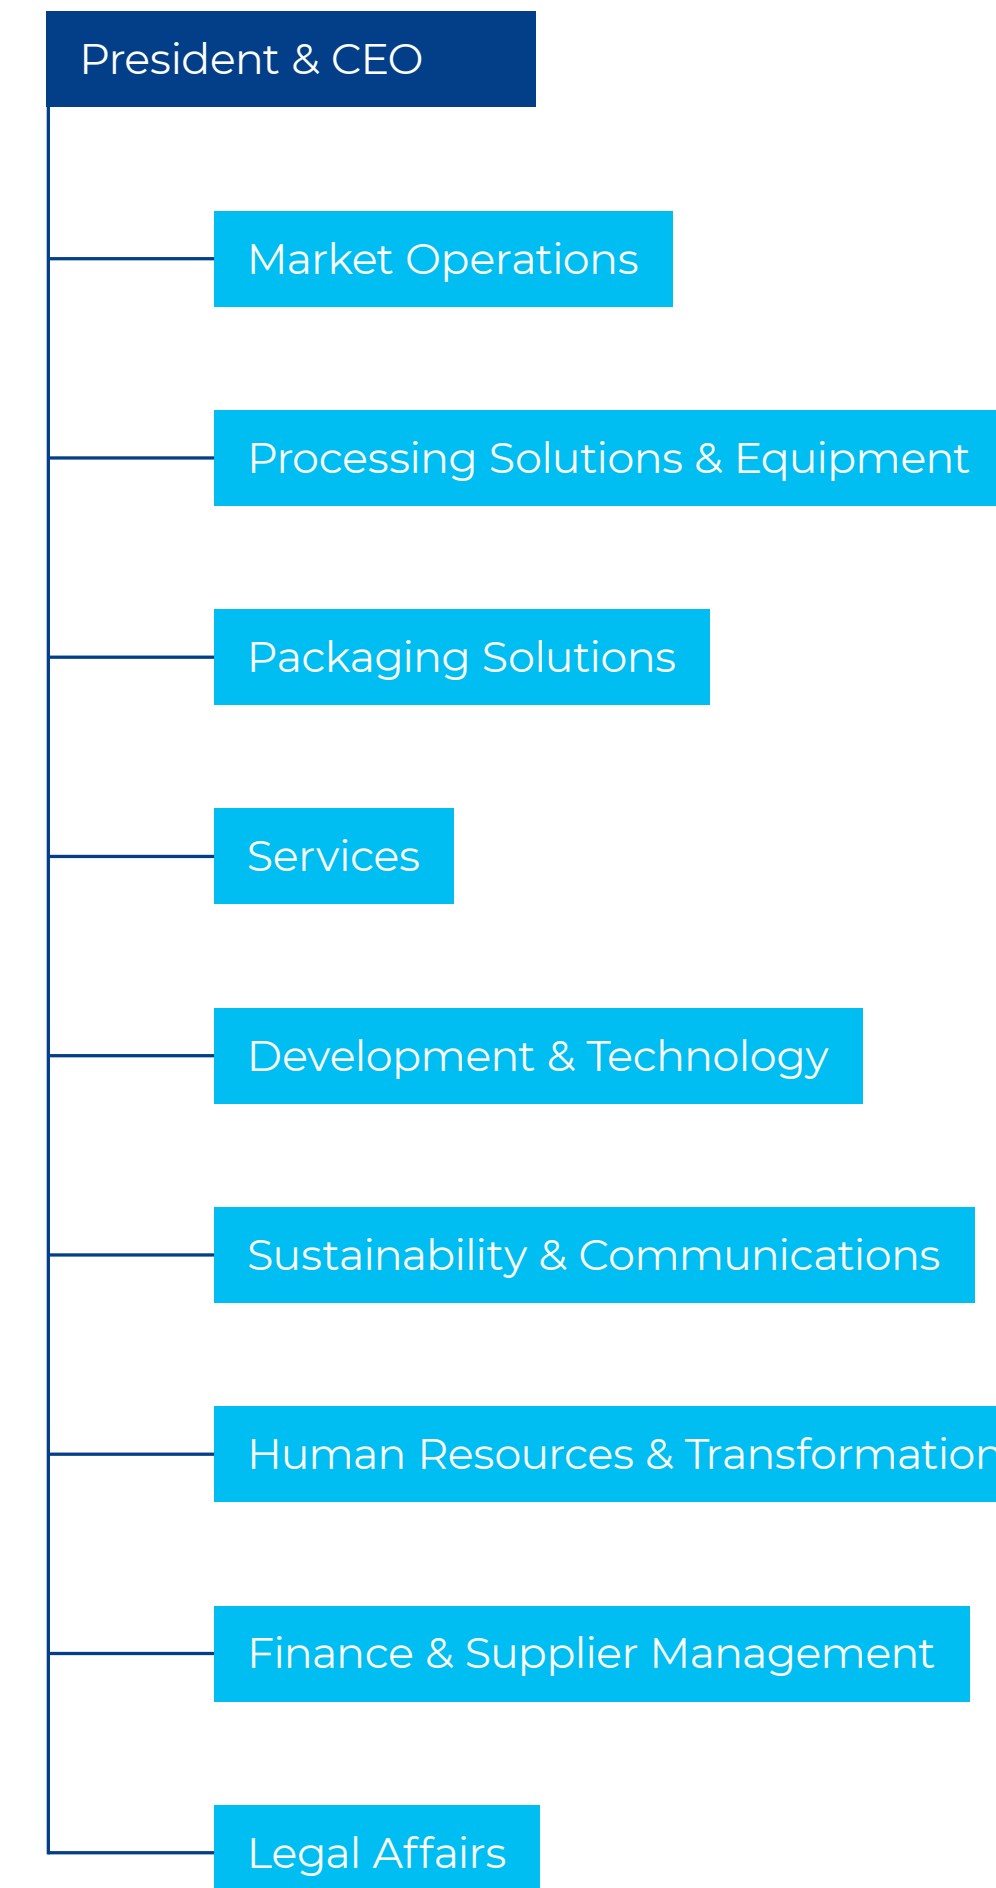 President & CEO
Market Operations
Processing Solutions & Equipment
Packaging Solutions
Services
Development & Technology
Sustainability & Communications
Human Resources & Transformation
Finance & Supplier Management
Legal Affairs